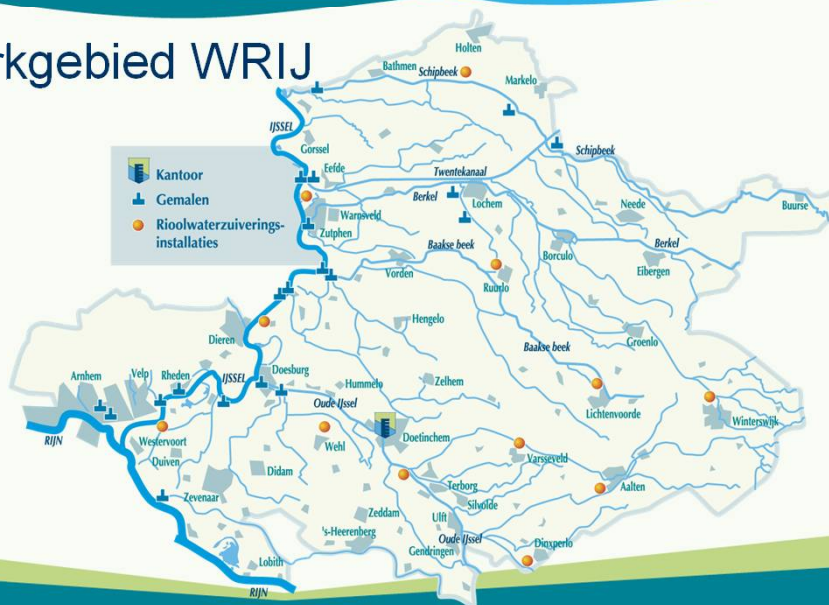 rkgebied WRIJ
Kantoor
Gemalen
Rioolwaterzuiverings-
installaties
Holten
Bathmen
Schipbeek
Markelo
IJSSEL
Gorssel
Schipbeek
Eefde
Twentekanaal
Berkel
Lochem
Neede
Buurse
Warnsveld
Zutphen
Baakse beek
Borculo
Berkel
Vorden
Eibergen
Ruurlo
Hengelo
Dieren
Groenlo
Baakse beek
Arnhem
Velp
Rheden
IJSSEL
Doesburg
Hummelo
Zelhem
Oude IJssel
Lichtenvoorde
Winterswijk
RIJN
Westervoort
Wehl
Doetinchem
Duiven
Varsseveld
Didam
Terborg
Aalten
Zevenaar
Silvolde
Zeddam
Ulft
's-Heerenberg
Oude IJssel
Dinxperlo
Gendringen
Lobith
RIJN